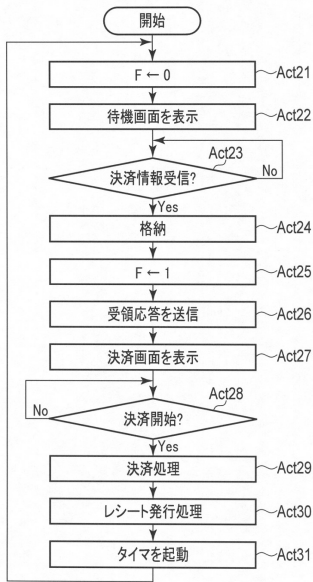 開始
F ← 0
Act21
待機画面を表示
Act22
Act23
決済情報受信?
No
Yes
格納
Act24
F ← 1
Act25
受領応答を送信
Act26
決済画面を表示
Act27
Act28
No
決済開始?
Yes
決済処理
Act29
レシート発行処理
Act30
タイマを起動
Act31